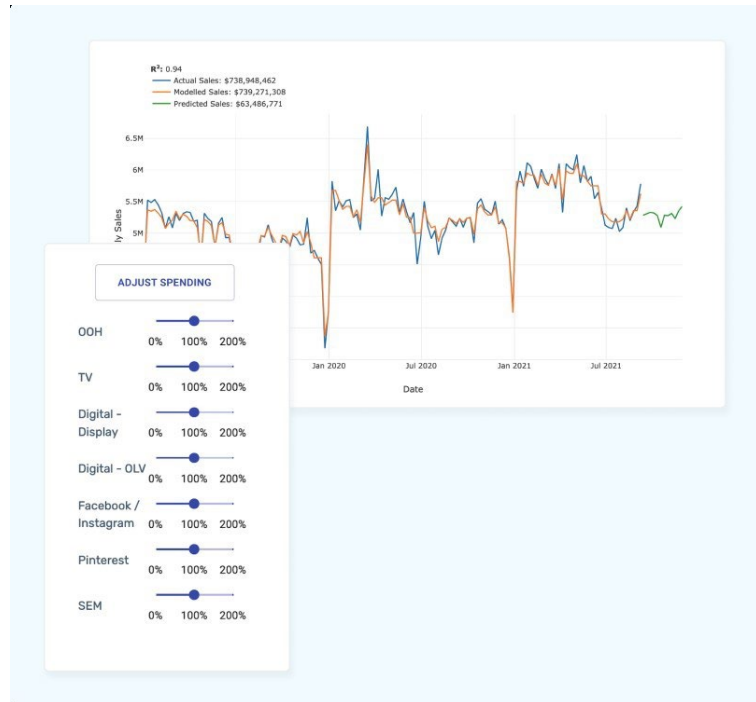 R²: 0.94
Actual Sales: $738,948,462
Modelled Sales: $739,271,308
Predicted Sales: $63,486,771
6.5M
6M
5.5M
5M
Sales
Jan 2020 Jul 2020 Jan 2021 Jul 2021
Date
ADJUST SPENDING
OOH
0% 100% 200%
TV
0% 100% 200%
Digital -
Display
0% 100% 200%
Digital - OLV
0% 100% 200%
Facebook /
Instagram
0% 100% 200%
Pinterest
0% 100% 200%
SEM
0% 100% 200%